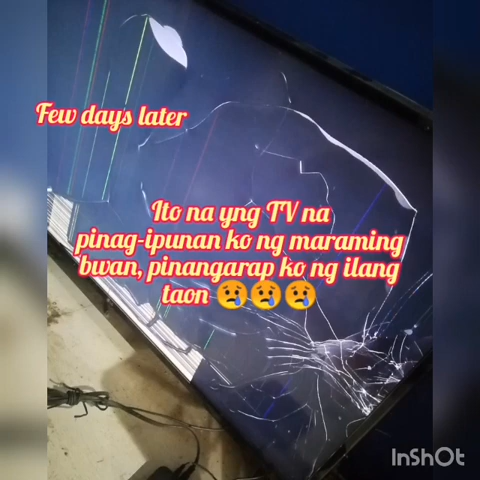 Few days later
Ito na yng TV na
pinag-ipunan ko ng maraming
bwan, pinangarap ko ng ilang
taon 😢😢😢
InShOt